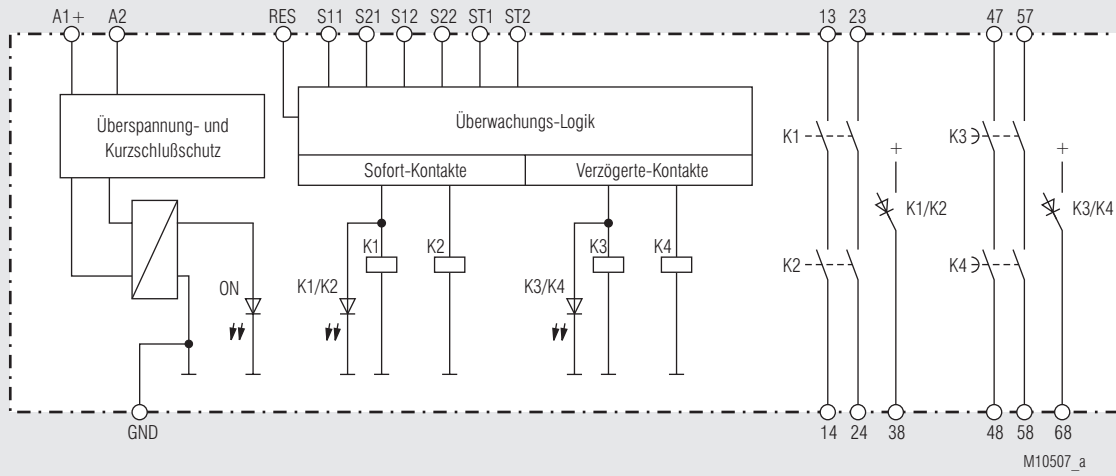 A1+ A2 RES S11 S21 S12 S22 ST1 ST2 13 23 47 57
Überspannung- und
Kurzschlußschutz
Überwachungs-Logik
Sofort-Kontakte Verzögerte-Kontakte
K1 K3
+ +
K1/K2 K3/K4
K1 K2 K3 K4
K2 K4
ON K1/K2 K3/K4
GND 14 24 38 48 58 68
M10507_a